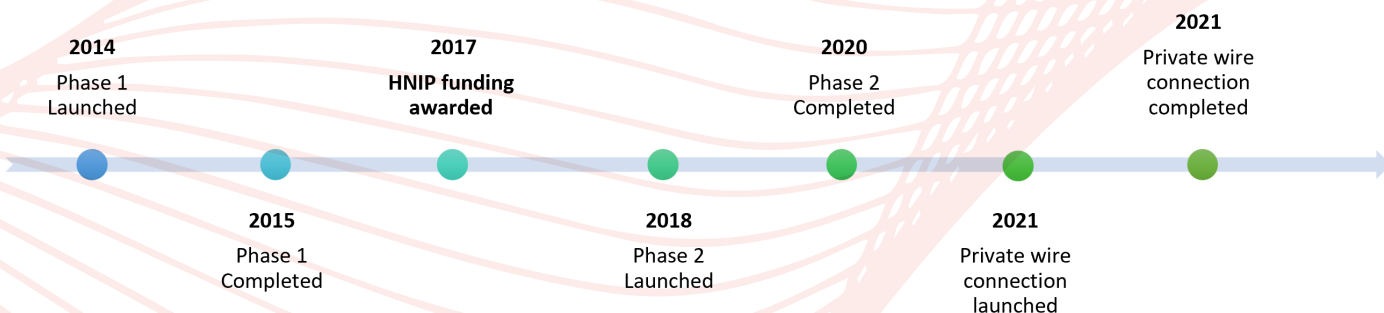 2014
Phase 1
Launched
2015
Phase 1
Completed
2017
HNIP funding
awarded
2018
Phase 2
Launched
2020
Phase 2
Completed
2021
Private wire
connection
launched
2021
Private wire
connection
completed